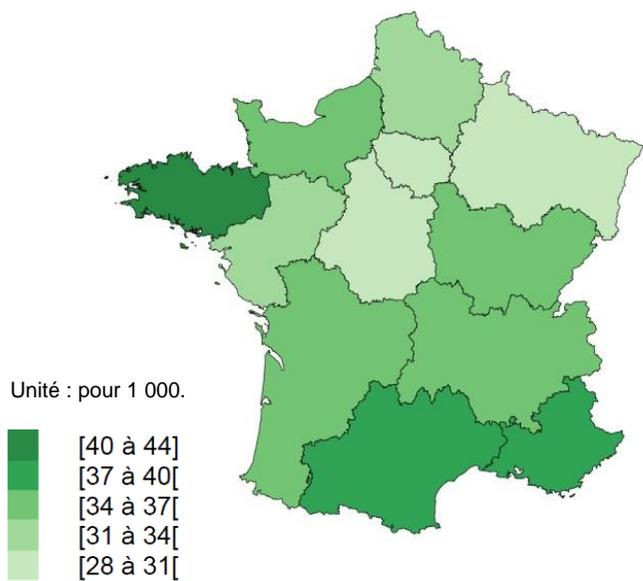 Unité : pour 1 000.
[40 à 44]
[37 à 40[
[34 à 37[
[31 à 34[
[28 à 31[